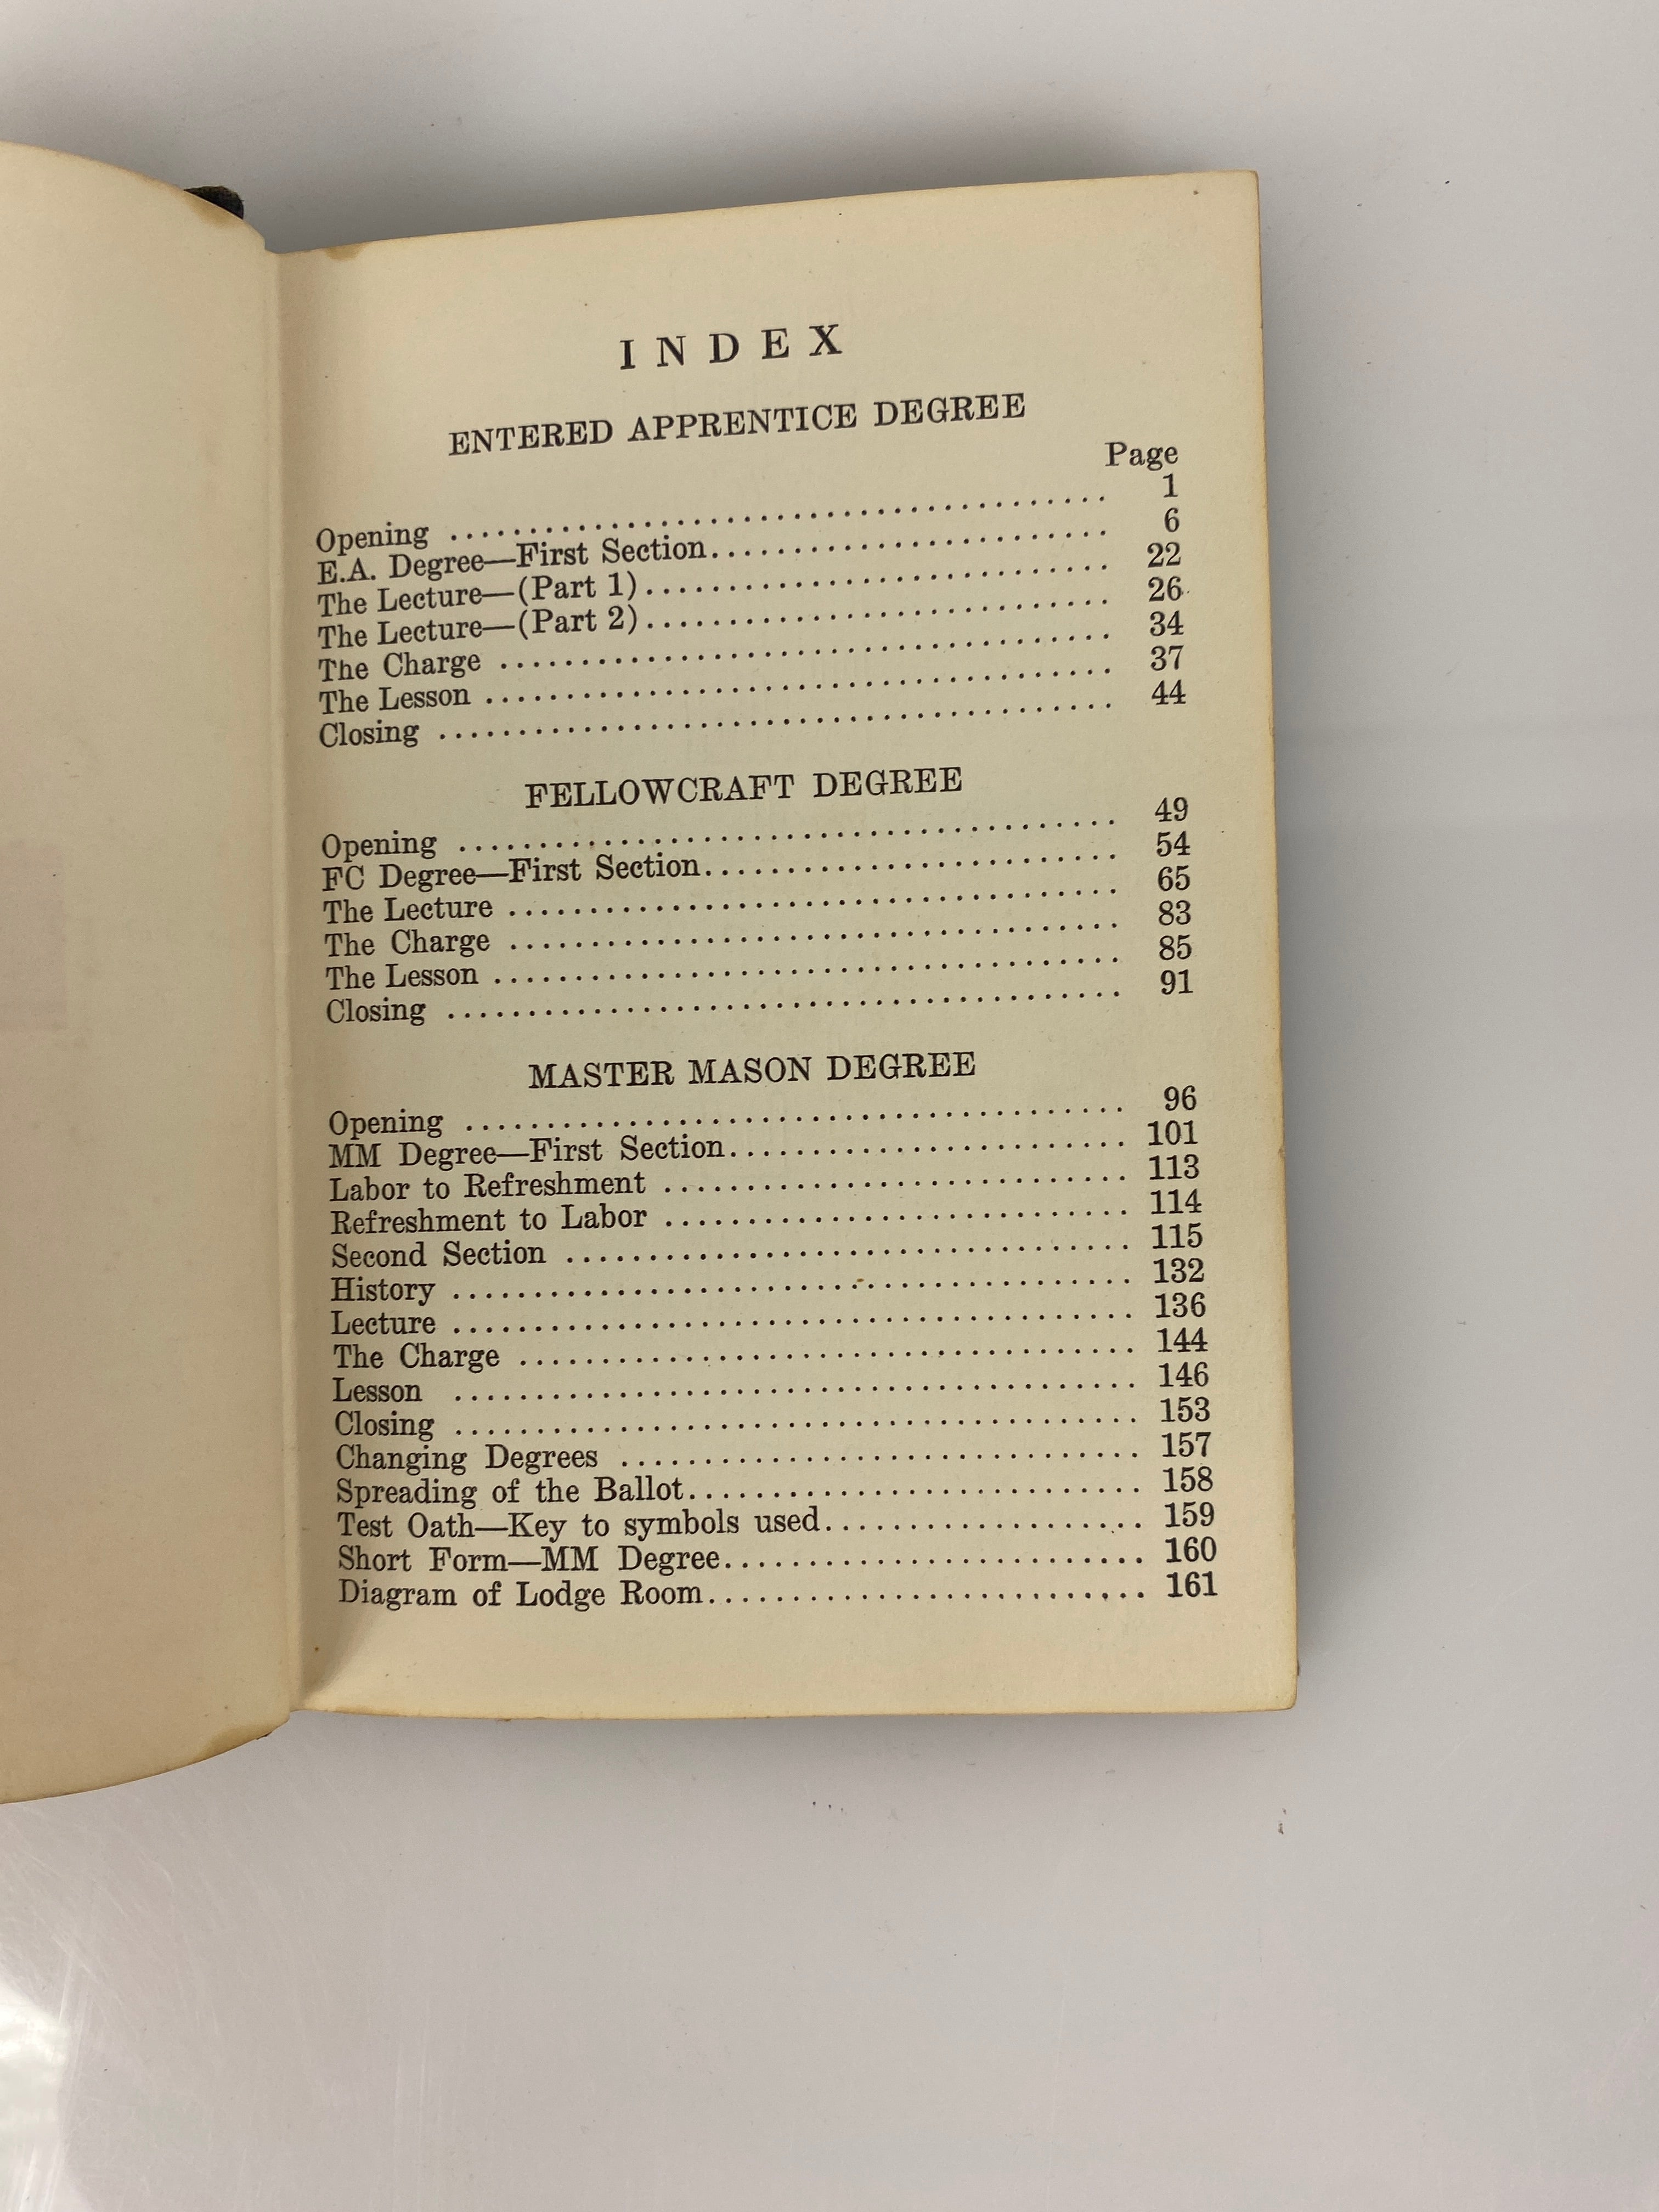 INDEX
ENTERED APPRENTICE DEGREE
Page
Opening ........................................ 1
E.A. Degree—First Section......................... 6
The Lecture—(Part 1).............................. 22
The Lecture—(Part 2).............................. 26
The Charge ....................................... 34
The Lesson ....................................... 37
Closing .......................................... 44
FELLOWCRAFT DEGREE
Opening .......................................... 49
FC Degree—First Section........................... 54
The Lecture ...................................... 65
The Charge ....................................... 83
The Lesson ....................................... 85
Closing .......................................... 91
MASTER MASON DEGREE
Opening .......................................... 96
MM Degree—First Section.......................... 101
Labor to Refreshment ............................. 113
Refreshment to Labor ............................. 114
Second Section ................................... 115
History .......................................... 132
Lecture .......................................... 136
The Charge ....................................... 144
Lesson ........................................... 146
Closing .......................................... 153
Changing Degrees ................................. 157
Spreading of the Ballot........................... 158
Test Oath—Key to symbols used.................... 159
Short Form—MM Degree............................. 160
Diagram of Lodge Room............................ 161